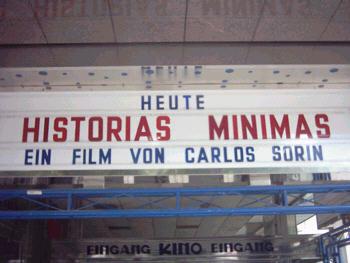 HEUTE
HISTORIAS MINIMAS
EIN FILM VON CARLOS SORIN
EINGANG KINO EINGANG